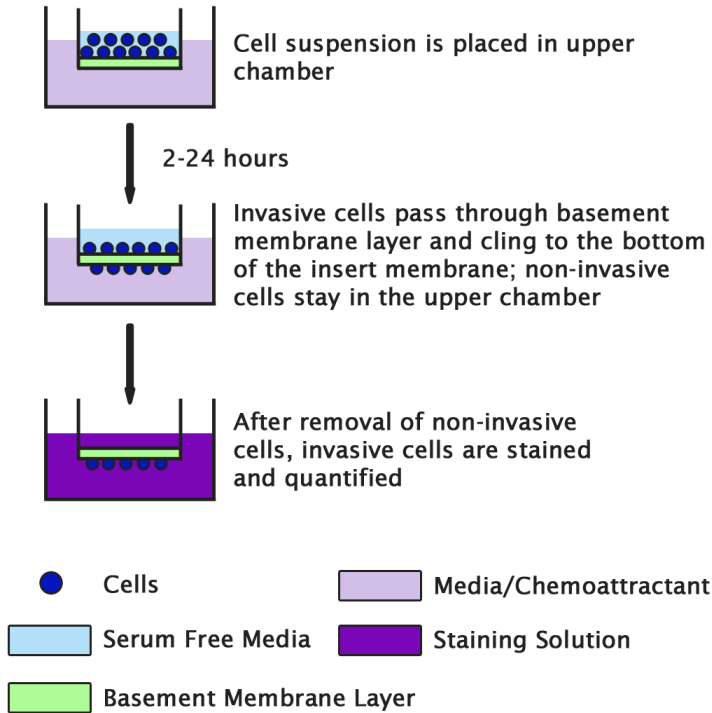 Cell suspension is placed in upper
chamber
2-24 hours
Invasive cells pass through basement
membrane layer and cling to the bottom
of the insert membrane; non-invasive
cells stay in the upper chamber
After removal of non-invasive
cells, invasive cells are stained
and quantified
Cells
Media/Chemoattractant
Serum Free Media
Staining Solution
Basement Membrane Layer